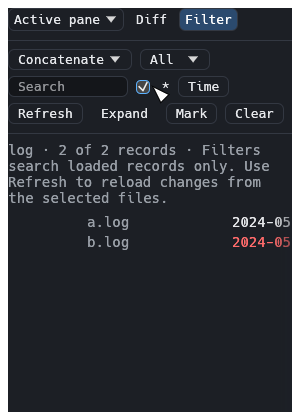 Active pane Diff Filter
Concatenate All
Search * Time
Refresh Expand Mark Clear
log · 2 of 2 records · Filters
search loaded records only. Use
Refresh to reload changes from
the selected files.
a.log 2024-05
b.log 2024-05